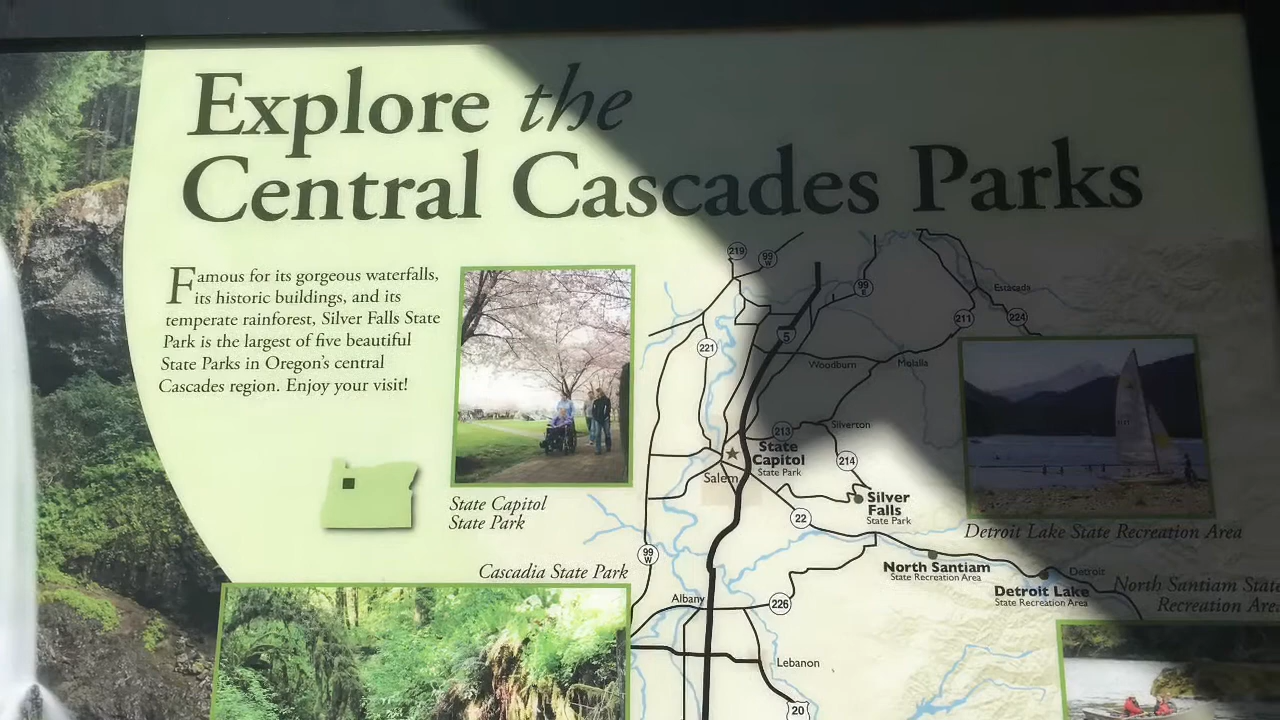 Explore the
Central Cascades Parks
Famous for its gorgeous waterfalls,
its historic buildings, and its
temperate rainforest, Silver Falls State
Park is the largest of five beautiful
State Parks in Oregon's central
Cascades region. Enjoy your visit!
State Capitol
State Park
Cascadia State Park
219
99
W
99
E
Estacada
211
224
5
221
Woodburn
Molalla
213
Silverton
State
Capitol
State Park
Salem
214
Silver
Falls
State Park
22
Detroit Lake State Recreation Area
99
W
North Santiam
State Recreation Area
Detroit
Detroit Lake
State Recreation Area
North Santiam State
Recreation Area
Albany
226
Lebanon
20